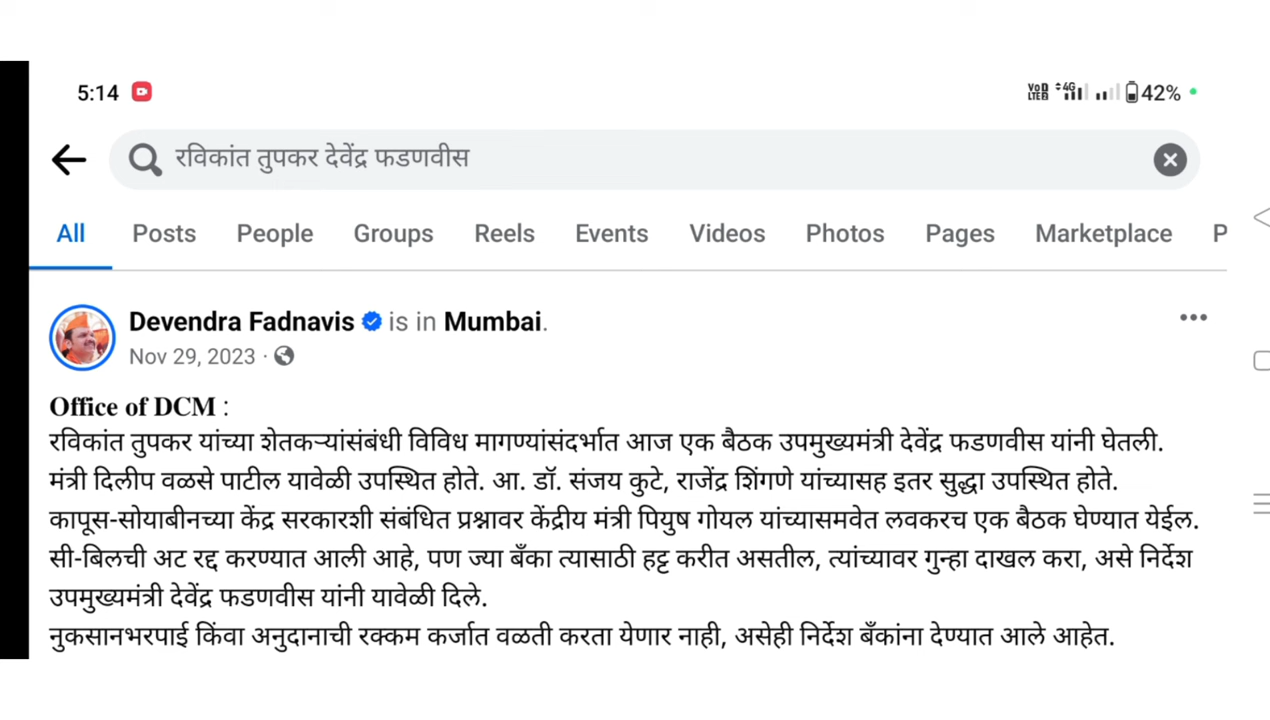 5:14 VoD LTE2 4G 42%
रविकांत तुपकर देवेंद्र फडणवीस
All Posts People Groups Reels Events Videos Photos Pages Marketplace P
Devendra Fadnavis is in Mumbai.
Nov 29, 2023 ·
Office of DCM :
रविकांत तुपकर यांच्या शेतकऱ्यांसंबंधी विविध मागण्यांसंदर्भात आज एक बैठक उपमुख्यमंत्री देवेंद्र फडणवीस यांनी घेतली.
मंत्री दिलीप वळसे पाटील यावेळी उपस्थित होते. आ. डॉ. संजय कुटे, राजेंद्र शिंगणे यांच्यासह इतर सुद्धा उपस्थित होते.
कापूस-सोयाबीनच्या केंद्र सरकारशी संबंधित प्रश्नावर केंद्रीय मंत्री पियुष गोयल यांच्यासमवेत लवकरच एक बैठक घेण्यात येईल.
सी-बिलची अट रद्द करण्यात आली आहे, पण ज्या बँका त्यासाठी हट्ट करीत असतील, त्यांच्यावर गुन्हा दाखल करा, असे निर्देश
उपमुख्यमंत्री देवेंद्र फडणवीस यांनी यावेळी दिले.
नुकसानभरपाई किंवा अनुदानाची रक्कम कर्जात वळती करता येणार नाही, असेही निर्देश बँकांना देण्यात आले आहेत.